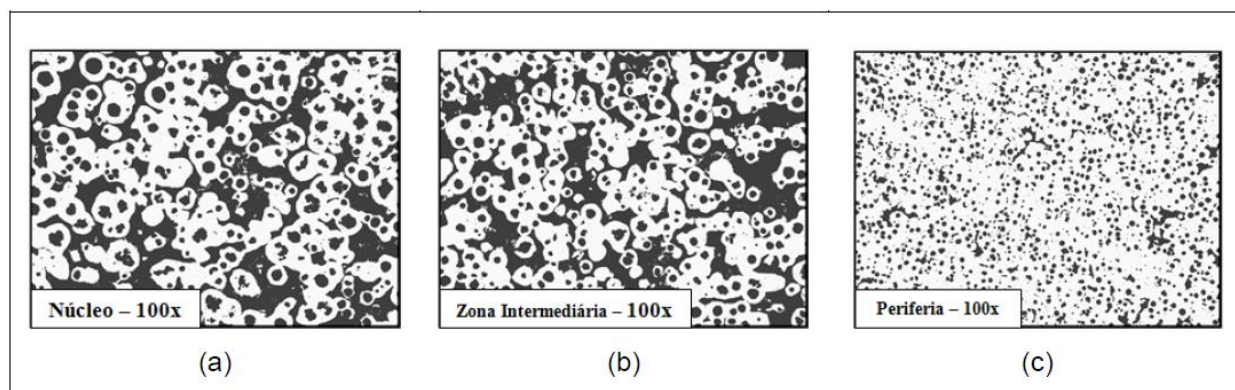 Núcleo – 100x
Zona Intermediária – 100x
Periferia – 100x
(a)
(b)
(c)